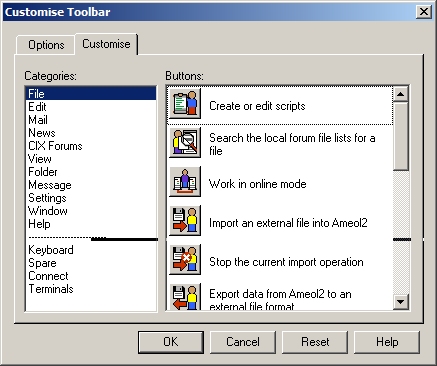 Customise Toolbar
Options
Customise
Categories:
File
Edit
Mail
News
CIX Forums
View
Folder
Message
Settings
Window
Help
Keyboard
Spare
Connect
Terminals
Buttons:
Create or edit scripts
Search the local forum file lists for a
file
Work in online mode
Import an external file into Ameol2
Stop the current import operation
Export data from Ameol2 to an
external file format
OK
Cancel
Reset
Help